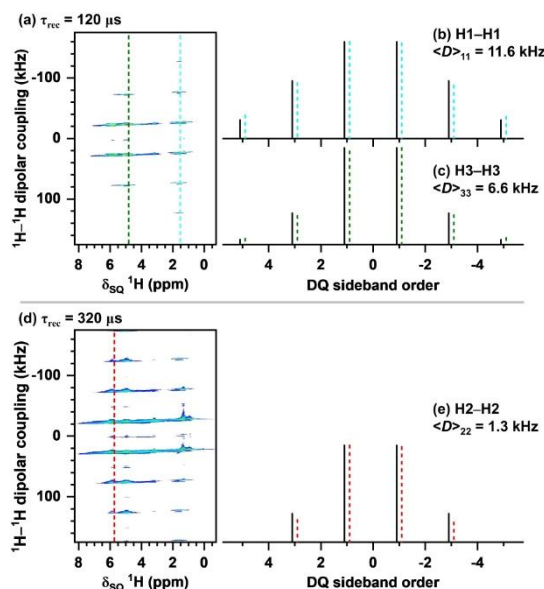 (a) τrec = 120 μs
¹H–¹H dipolar coupling (kHz)
-100
0
100
8 6 4 2 0
δSQ ¹H (ppm)
(b) H1–H1
<D>11 = 11.6 kHz
(c) H3–H3
<D>33 = 6.6 kHz
4 2 0 -2 -4
DQ sideband order
(d) τrec = 320 μs
¹H–¹H dipolar coupling (kHz)
-100
0
100
8 6 4 2 0
δSQ ¹H (ppm)
(e) H2–H2
<D>22 = 1.3 kHz
4 2 0 -2 -4
DQ sideband order